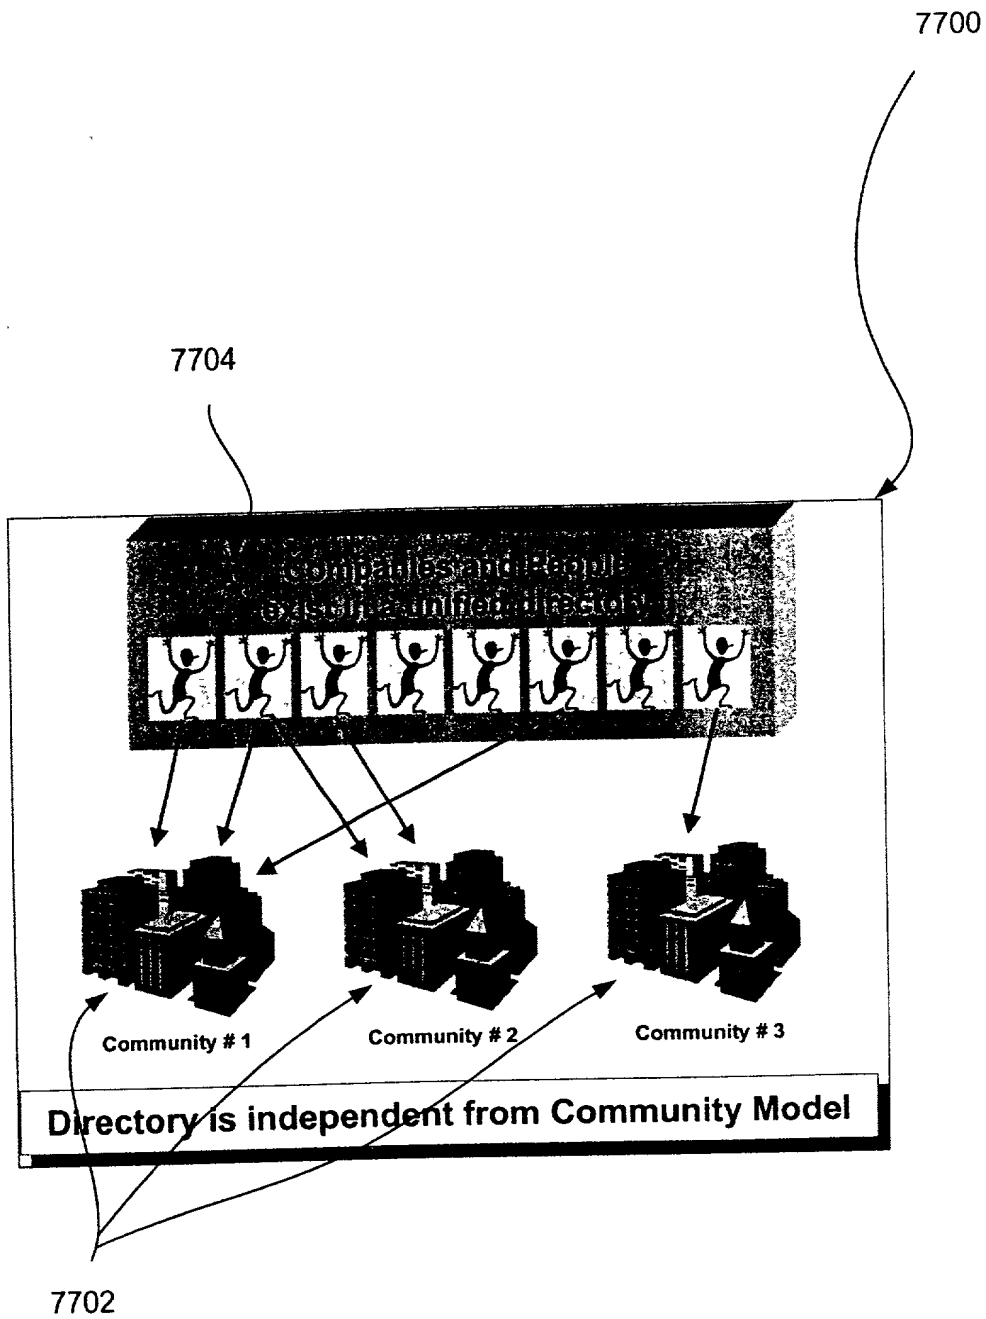 7700
7704
Companies and People
exist in a unified directory
Community # 1
Community # 2
Community # 3
Directory is independent from Community Model
7702